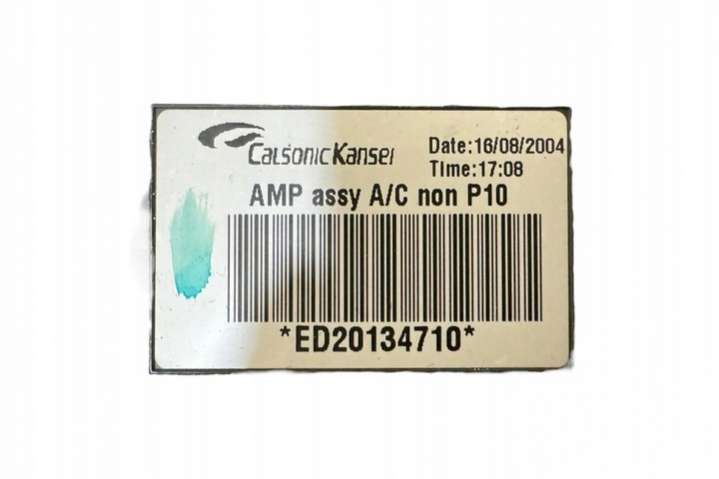 CalsonicKansei
Date:16/08/2004
Time:17:08
AMP assy A/C non P10
*ED20134710*